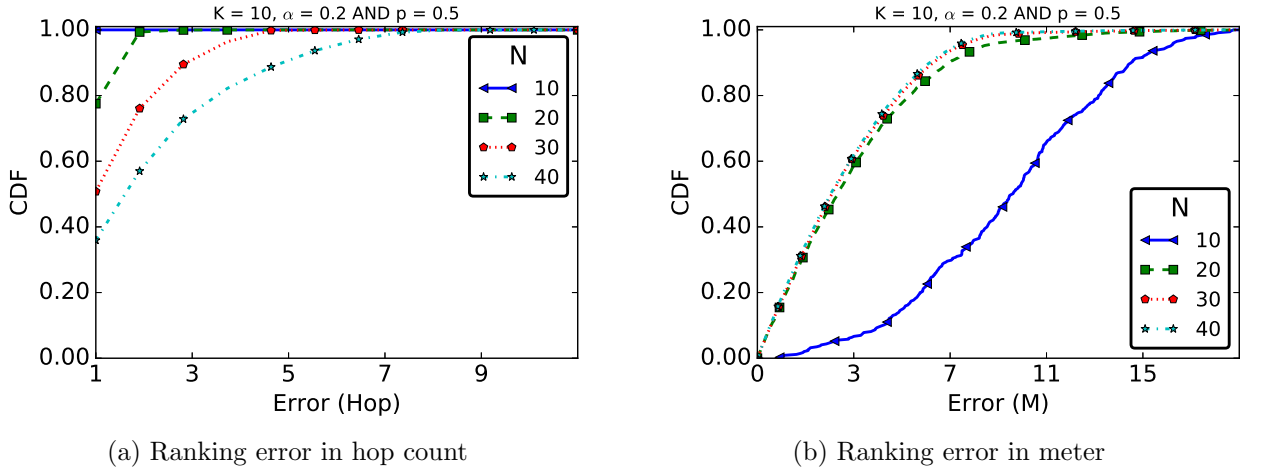 K = 10, α = 0.2 AND p = 0.5
CDF
1.00
0.80
0.60
0.40
0.20
0.00
1 3 5 7 9
Error (Hop)
N
10
20
30
40
(a) Ranking error in hop count
K = 10, α = 0.2 AND p = 0.5
CDF
1.00
0.80
0.60
0.40
0.20
0.00
0 3 7 11 15
Error (M)
N
10
20
30
40
(b) Ranking error in meter